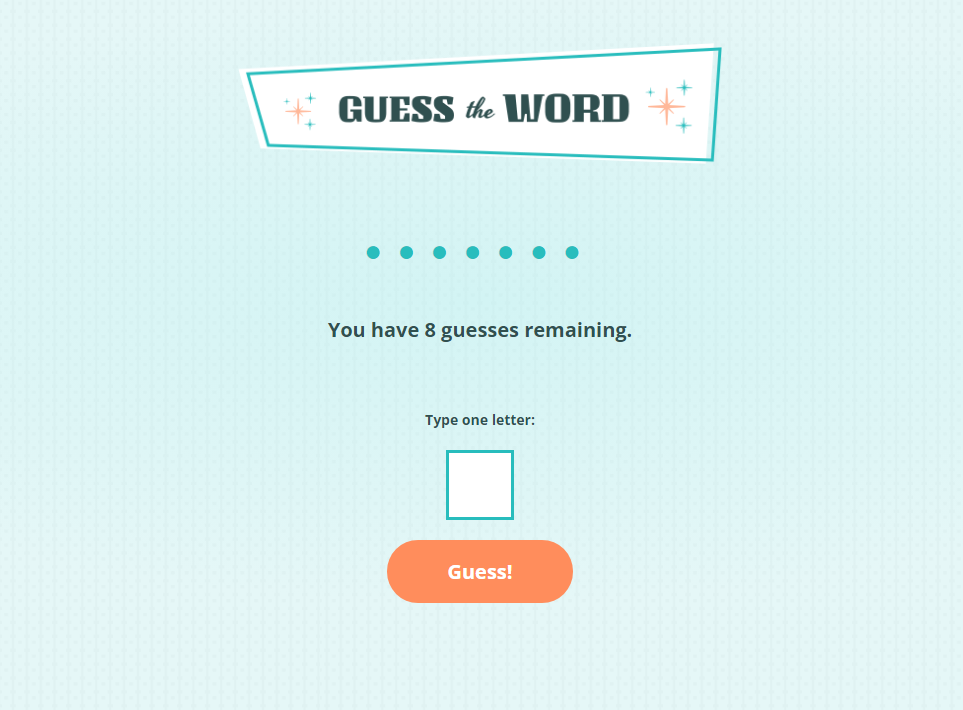 GUESS the WORD
● ● ● ● ● ● ●
You have 8 guesses remaining.
Type one letter:
Guess!